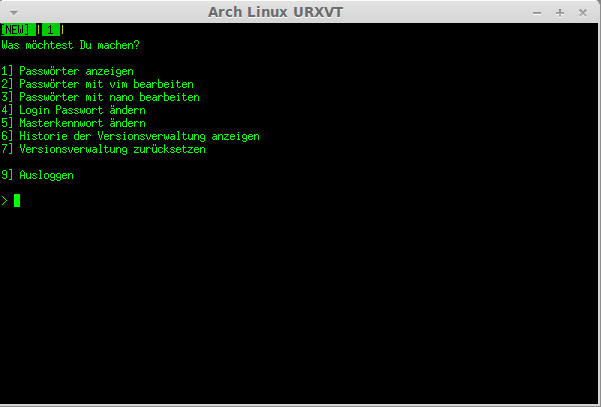 Arch Linux URXVT
[NEW] | 1 |
Was möchtest Du machen?
1] Passwörter anzeigen
2] Passwörter mit vim bearbeiten
3] Passwörter mit nano bearbeiten
4] Login Passwort ändern
5] Masterkennwort ändern
6] Historie der Versionsverwaltung anzeigen
7] Versionsverwaltung zurücksetzen
9] Ausloggen
>